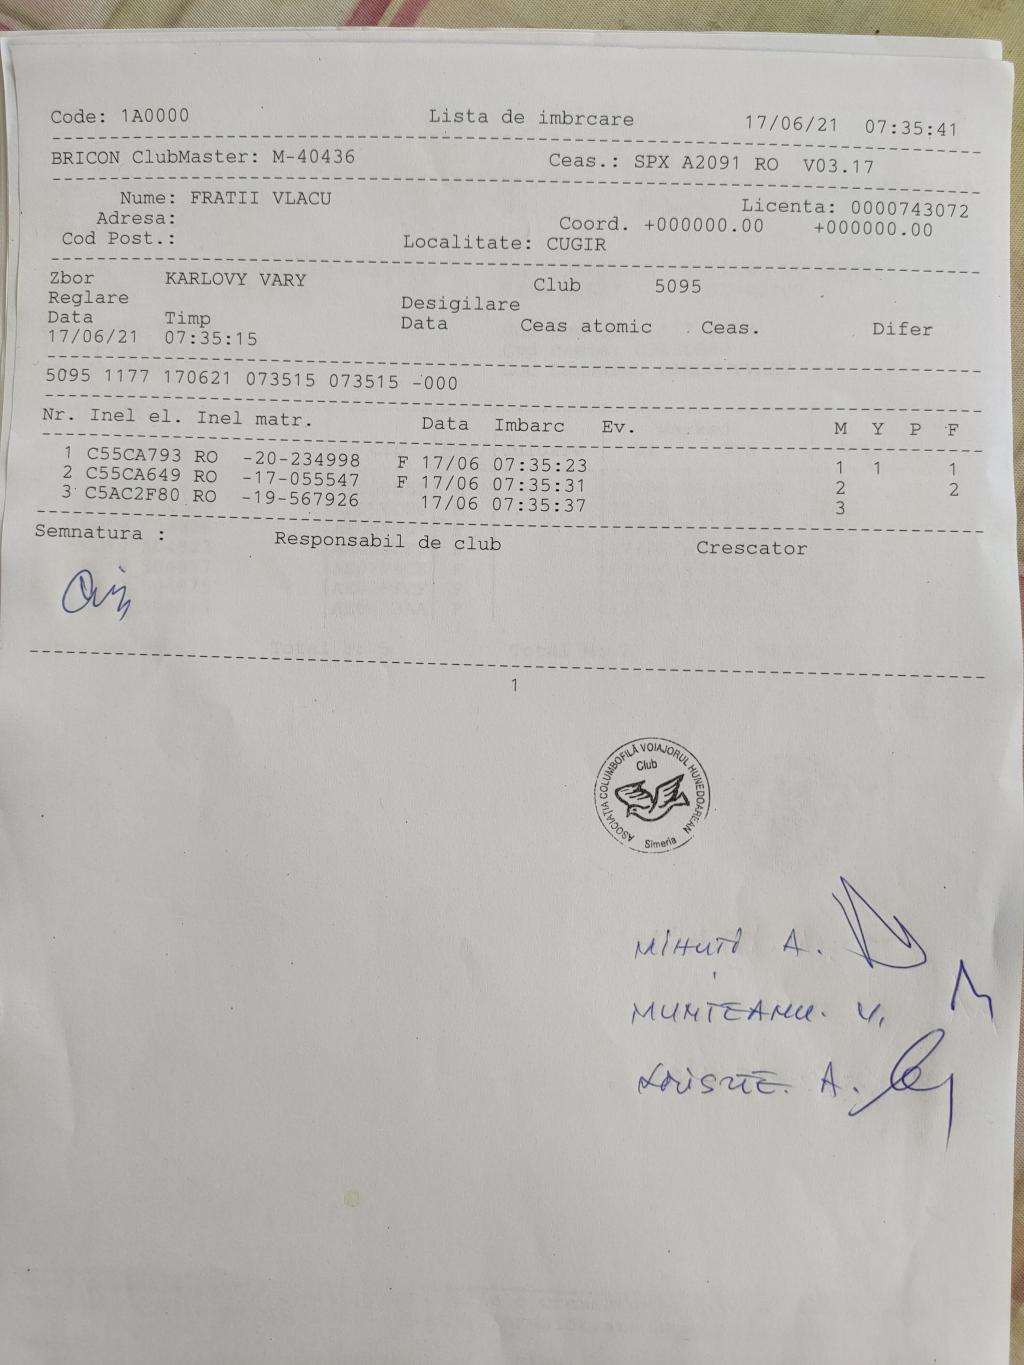 Code: 1A0000 Lista de imbrcare 17/06/21 07:35:41
BRICON ClubMaster: M-40436 Ceas.: SPX A2091 RO V03.17
Nume: FRATII VLACU Licenta: 0000743072
Adresa: Coord. +000000.00 +000000.00
Cod Post.: Localitate: CUGIR
Zbor KARLOVY VARY Club 5095
Reglare Desigilare
Data Timp Data Ceas atomic Ceas. Difer
17/06/21 07:35:15
5095 1177 170621 073515 073515 -000
Nr. Inel el. Inel matr. Data Imbarc Ev. M Y P F
1 C55CA793 RO -20-234998 F 17/06 07:35:23 1 1 1
2 C55CA649 RO -17-055547 F 17/06 07:35:31 2 2
3 C5AC2F80 RO -19-567926 17/06 07:35:37 3
Semnatura : Responsabil de club Crescator
1
ASOCIAȚIA COLUMBOFILĂ VOIAJORUL HUNEDOAREAN
Club
Simeria
MIHUȚ A.
MUNTEANU. V.
A.